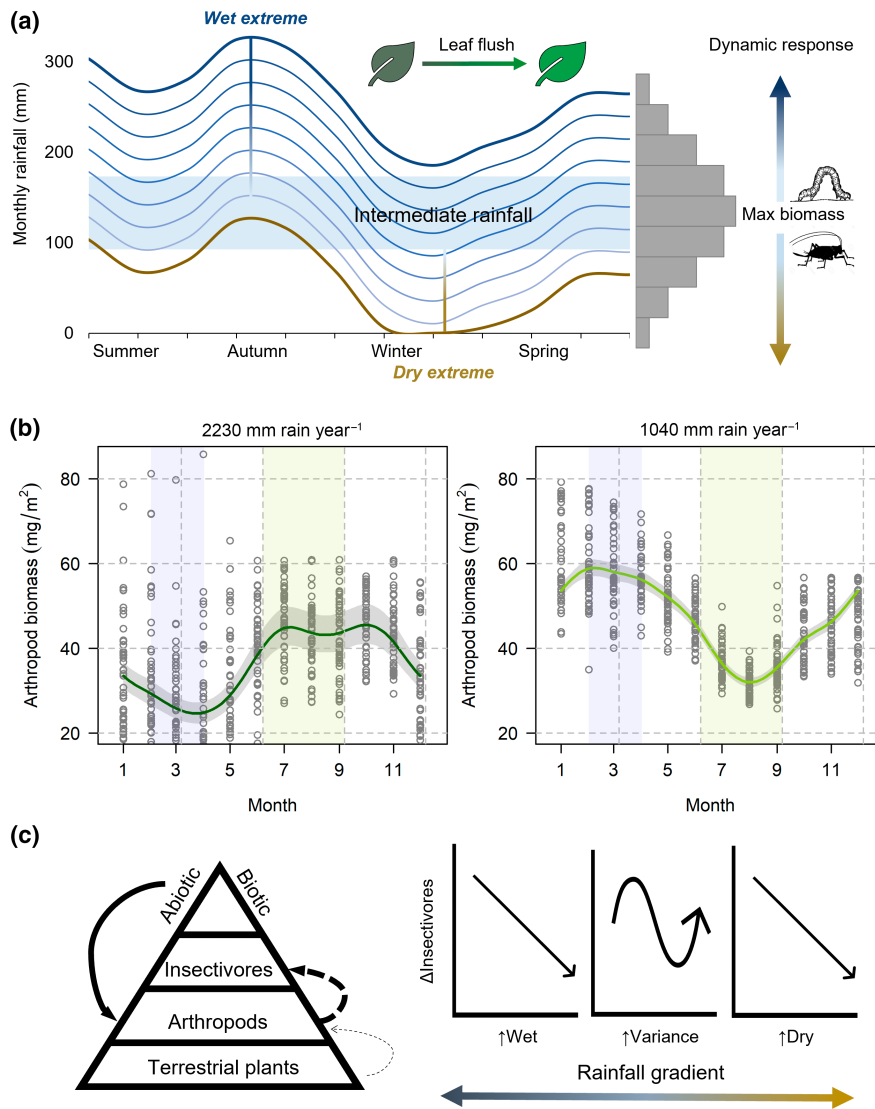 (a)
Wet extreme
Leaf flush
Dynamic response
Monthly rainfall (mm)
300
200
100
0
Intermediate rainfall
Max biomass
Summer
Autumn
Winter
Spring
Dry extreme
(b)
2230 mm rain year⁻¹
1040 mm rain year⁻¹
Arthropod biomass (mg/m²)
80
60
40
20
1 3 5 7 9 11
Month
Arthropod biomass (mg/m²)
80
60
40
20
1 3 5 7 9 11
Month
(c)
Abiotic
Biotic
Insectivores
Arthropods
Terrestrial plants
ΔInsectivores
↑Wet
↑Variance
↑Dry
Rainfall gradient